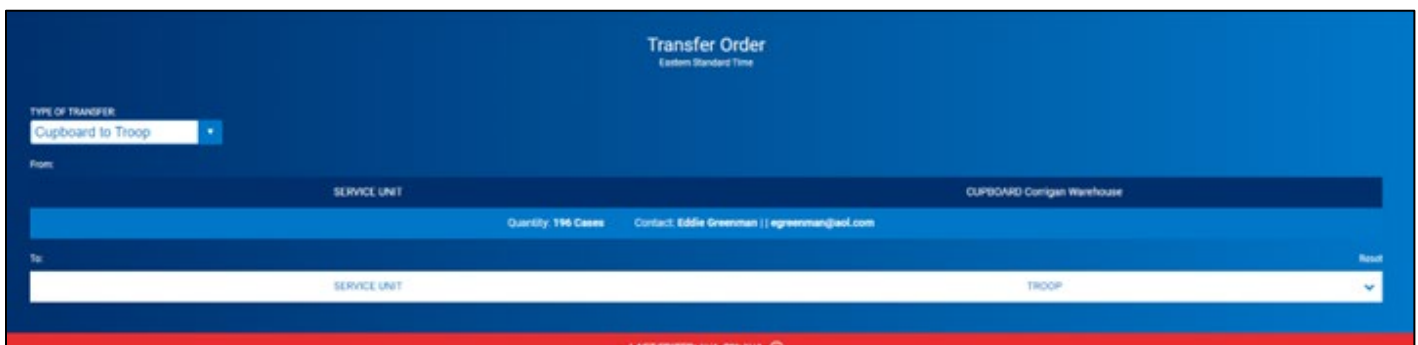 Transfer Order
Eastern Standard Time
TYPE OF TRANSFER:
Cupboard to Troop
From:
SERVICE UNIT CUPBOARD Corrigan Warehouse
Quantity: 196 Cases Contact: Eddie Greenman | | egreenman@aol.com
To: Reset
SERVICE UNIT TROOP